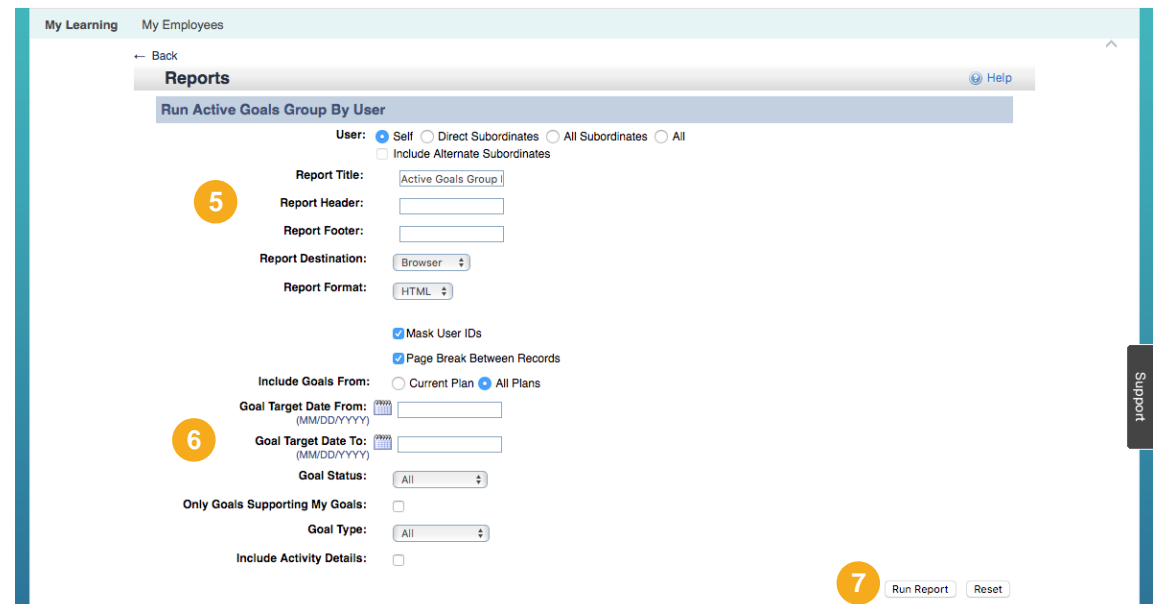 My Learning My Employees
← Back
Reports Help
Run Active Goals Group By User
User: Self Direct Subordinates All Subordinates All
Include Alternate Subordinates
Report Title: Active Goals Group
5
Report Header:
Report Footer:
Report Destination: Browser
Report Format: HTML
Mask User IDs
Page Break Between Records
Include Goals From: Current Plan All Plans
Goal Target Date From:
(MM/DD/YYYY)
6
Goal Target Date To:
(MM/DD/YYYY)
Goal Status: All
Only Goals Supporting My Goals:
Goal Type: All
Include Activity Details:
7 Run Report Reset
Support